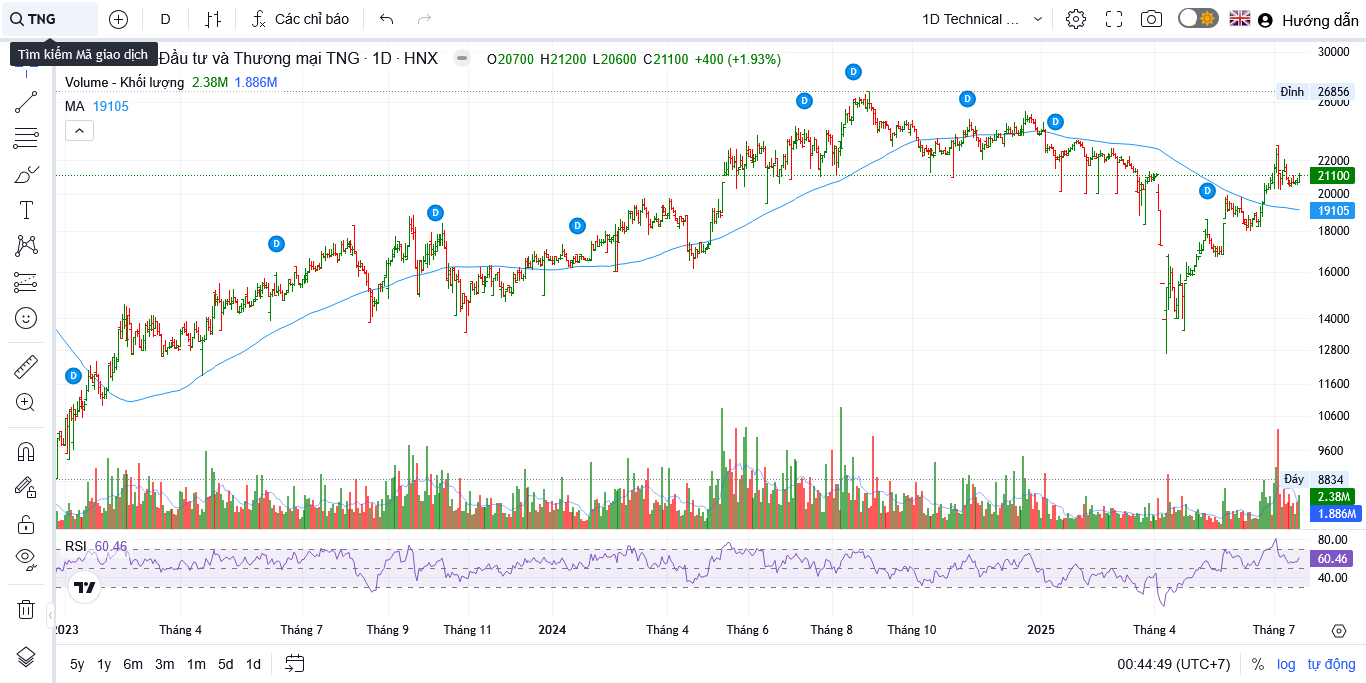 TNG
D
Các chỉ báo
1D Technical ...
Hướng dẫn
Tìm kiếm Mã giao dịch
Đầu tư và Thương mại TNG · 1D · HNX
O20700 H21200 L20600 C21100 +400 (+1.93%)
Volume - Khối lượng 2.38M 1.886M
MA 19105
30000
Đỉnh 26856
26000
22000
21100
20000
19105
18000
16000
14000
12800
11600
10600
9600
Đáy 8834
2.38M
1.886M
D
D
D
D
D
D
D
D
D
RSI 60.46
80.00
60.46
40.00
2023
Tháng 4
Tháng 7
Tháng 9
Tháng 11
2024
Tháng 4
Tháng 6
Tháng 8
Tháng 10
2025
Tháng 4
Tháng 7
5y 1y 6m 3m 1m 5d 1d
00:44:49 (UTC+7)
% log tự động